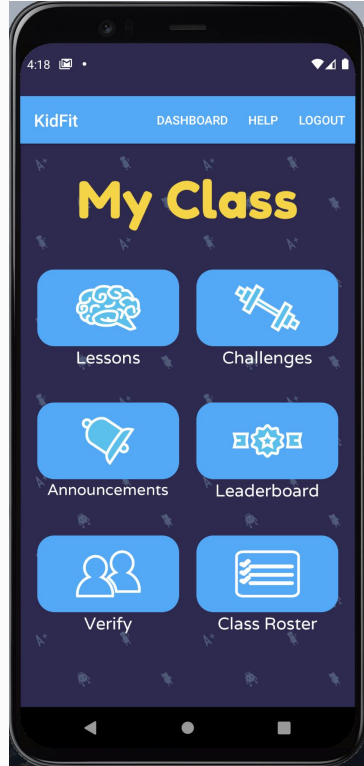 4:18
KidFit DASHBOARD HELP LOGOUT
My Class
Lessons Challenges
Announcements Leaderboard
Verify Class Roster